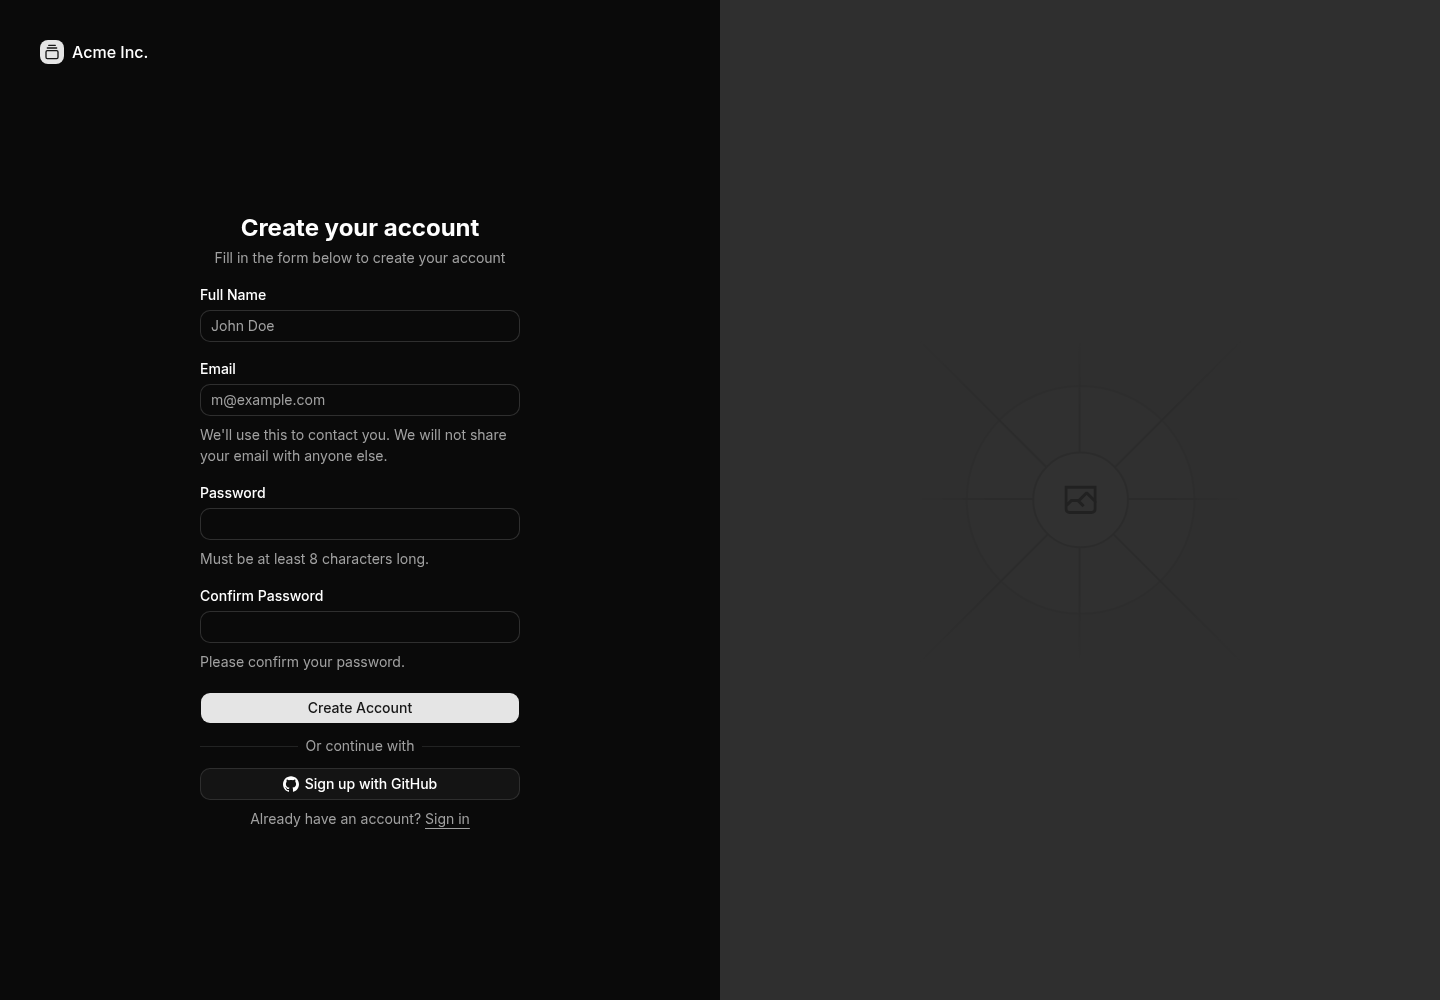 Acme Inc.
Create your account
Fill in the form below to create your account
Full Name
John Doe
Email
m@example.com
We'll use this to contact you. We will not share
your email with anyone else.
Password
Must be at least 8 characters long.
Confirm Password
Please confirm your password.
Create Account
Or continue with
Sign up with GitHub
Already have an account? Sign in